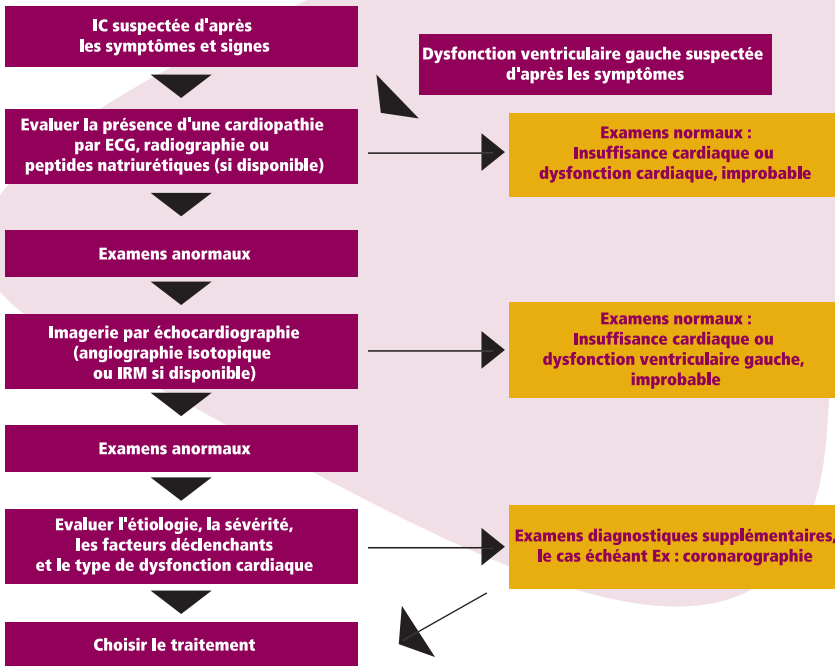 IC suspectée d'après
les symptômes et signes
Dysfonction ventriculaire gauche suspectée
d'après les symptômes
Evaluer la présence d'une cardiopathie
par ECG, radiographie ou
peptides natriurétiques (si disponible)
Examens normaux :
Insuffisance cardiaque ou
dysfonction cardiaque, improbable
Examens anormaux
Imagerie par échocardiographie
(angiographie isotopique
ou IRM si disponible)
Examens normaux :
Insuffisance cardiaque ou
dysfonction ventriculaire gauche,
improbable
Examens anormaux
Evaluer l'étiologie, la sévérité,
les facteurs déclenchants
et le type de dysfonction cardiaque
Examens diagnostiques supplémentaires,
le cas échéant Ex : coronarographie
Choisir le traitement